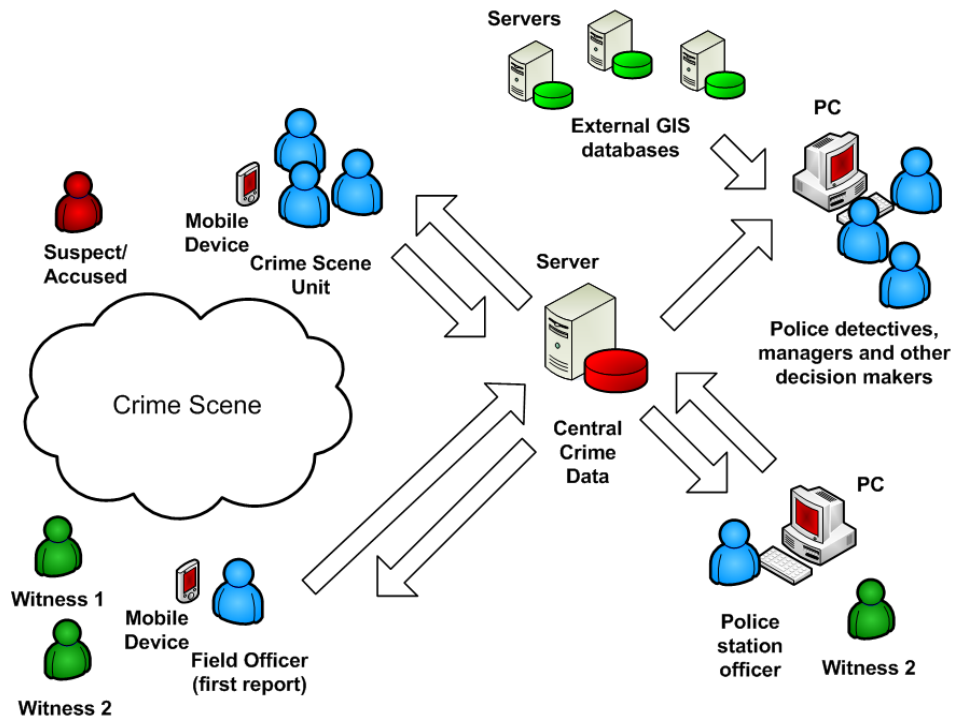 Servers
External GIS
databases
PC
Mobile
Device
Crime Scene
Unit
Suspect/
Accused
Server
Police detectives,
managers and other
decision makers
Crime Scene
Central
Crime
Data
PC
Witness 1
Mobile
Device
Field Officer
(first report)
Witness 2
Police
station
officer
Witness 2